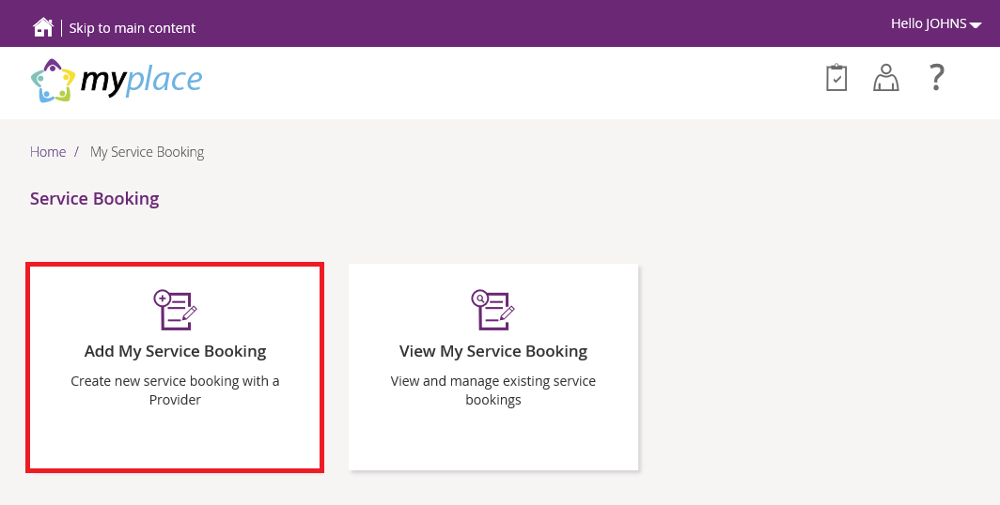 Skip to main content
Hello JOHNS
myplace
?
Home / My Service Booking
Service Booking
Add My Service Booking
Create new service booking with a
Provider
View My Service Booking
View and manage existing service
bookings